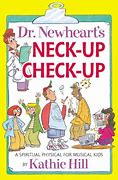 Dr. Newheart's
NECK-UP
CHECK-UP
A SPIRITUAL PHYSICAL FOR MUSICAL KIDS
BY Kathie Hill